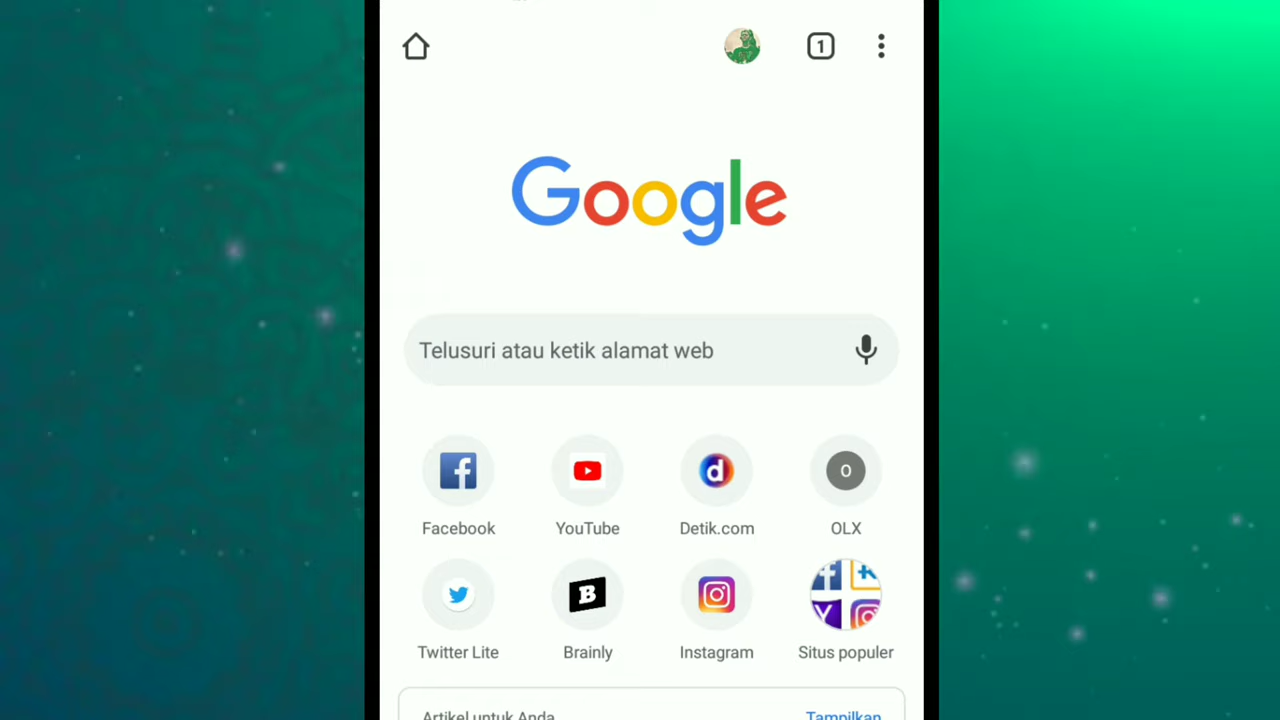 1
Google
Telusuri atau ketik alamat web
f
d
O
Facebook
YouTube
Detik.com
OLX
B
Twitter Lite
Brainly
Instagram
Situs populer
Artikel untuk Anda
Tampilkan